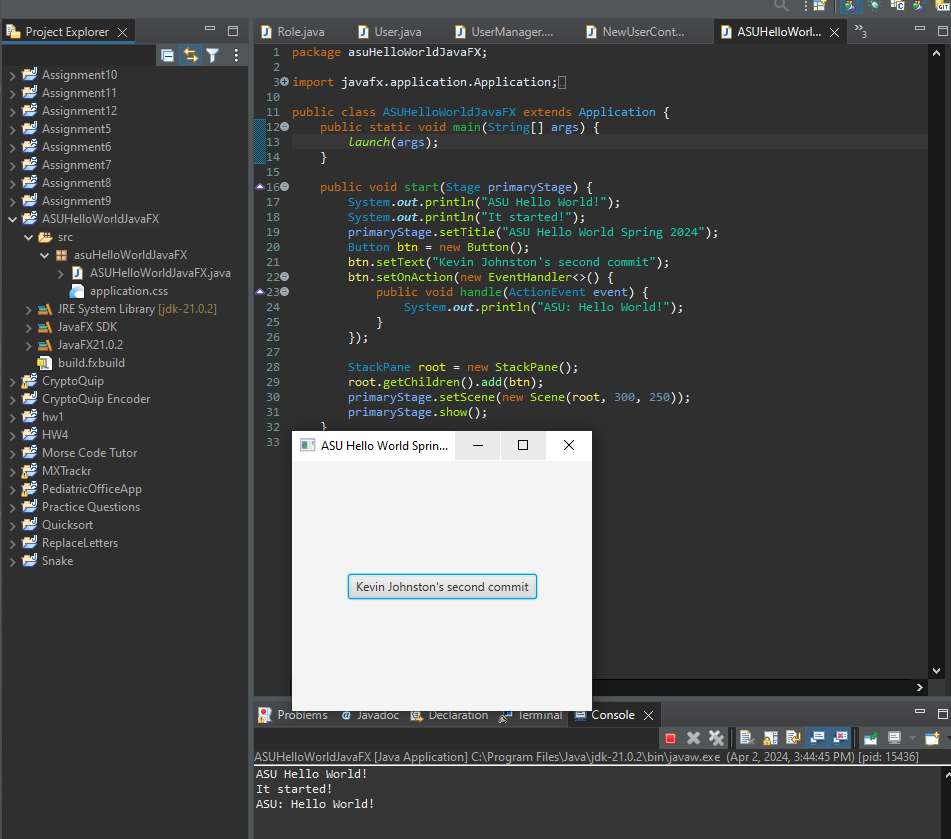 Project Explorer
Role.java
User.java
UserManager....
NewUserCont...
ASUHelloWorl...
3
Assignment10
Assignment11
Assignment12
Assignment5
Assignment6
Assignment7
Assignment8
Assignment9
ASUHelloWorldJavaFX
src
asuHelloWorldJavaFX
ASUHelloWorldJavaFX.java
application.css
JRE System Library [jdk-21.0.2]
JavaFX SDK
JavaFX21.0.2
build.fxbuild
CryptoQuip
CryptoQuip Encoder
hw1
HW4
Morse Code Tutor
MXTrackr
PediatricOfficeApp
Practice Questions
Quicksort
ReplaceLetters
Snake
1 package asuHelloWorldJavaFX;
2
3 import javafx.application.Application;
10
11 public class ASUHelloWorldJavaFX extends Application {
12 public static void main(String[] args) {
13 launch(args);
14 }
15
16 public void start(Stage primaryStage) {
17 System.out.println("ASU Hello World!");
18 System.out.println("It started!");
19 primaryStage.setTitle("ASU Hello World Spring 2024");
20 Button btn = new Button();
21 btn.setText("Kevin Johnston's second commit");
22 btn.setOnAction(new EventHandler<>() {
23 public void handle(ActionEvent event) {
24 System.out.println("ASU: Hello World!");
25 }
26 });
27
28 StackPane root = new StackPane();
29 root.getChildren().add(btn);
30 primaryStage.setScene(new Scene(root, 300, 250));
31 primaryStage.show();
32 }
33
ASU Hello World Sprin...
Kevin Johnston's second commit
Problems
Javadoc
Declaration
Terminal
Console
ASUHelloWorldJavaFX [Java Application] C:\Program Files\Java\jdk-21.0.2\bin\javaw.exe (Apr 2, 2024, 3:44:45 PM) [pid: 15436]
ASU Hello World!
It started!
ASU: Hello World!